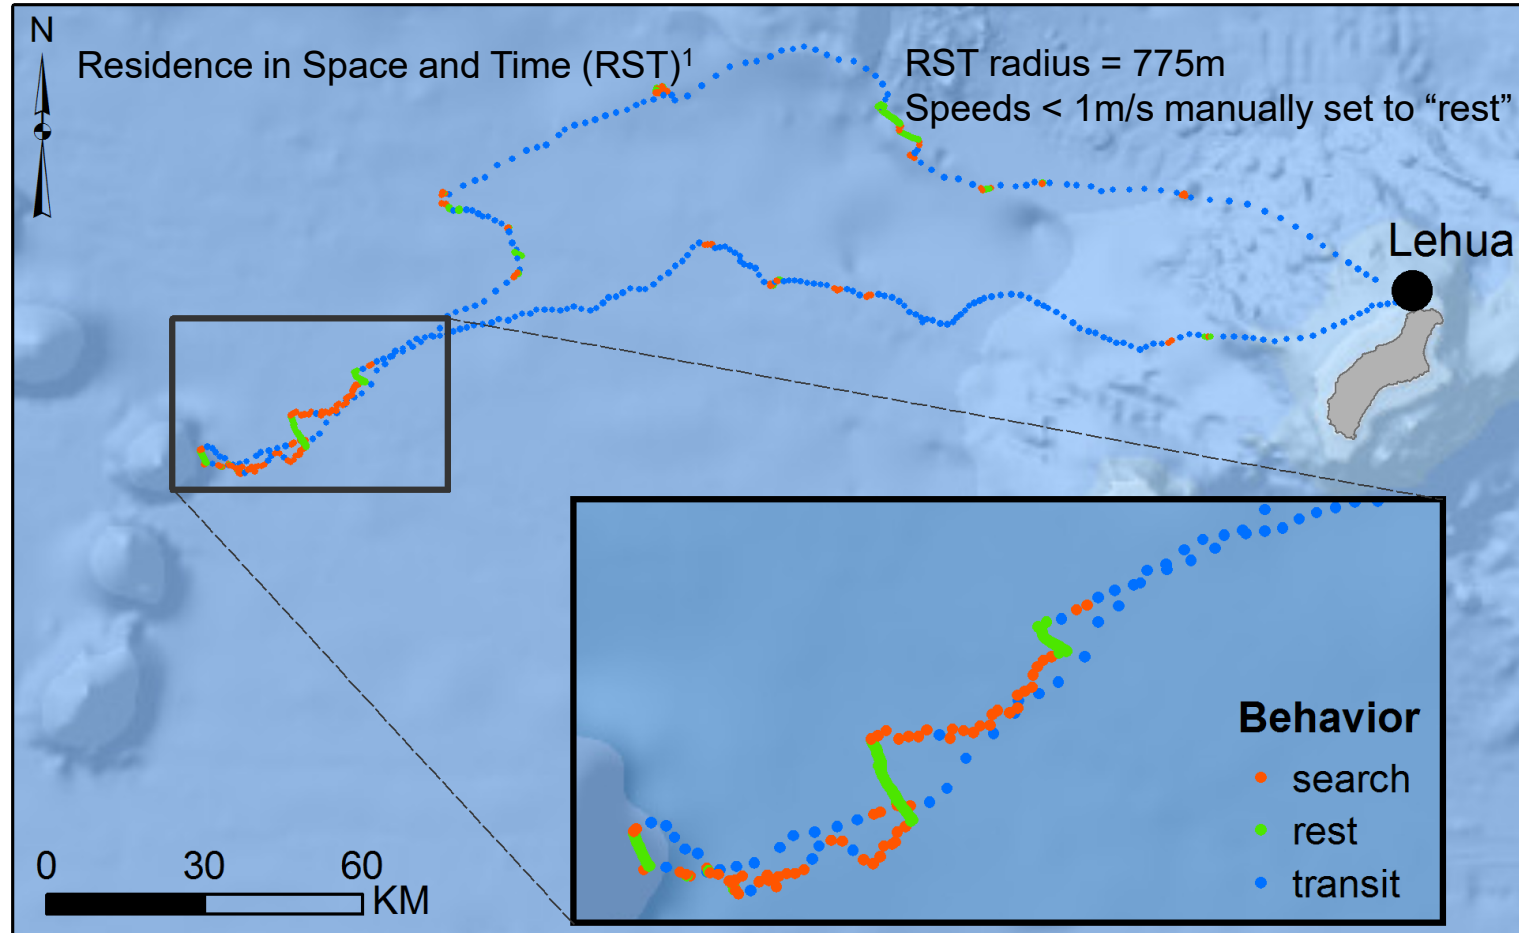 N
Residence in Space and Time (RST)¹
RST radius = 775m
Speeds < 1m/s manually set to “rest”
Lehua
Behavior
search
rest
transit
0 30 60
KM